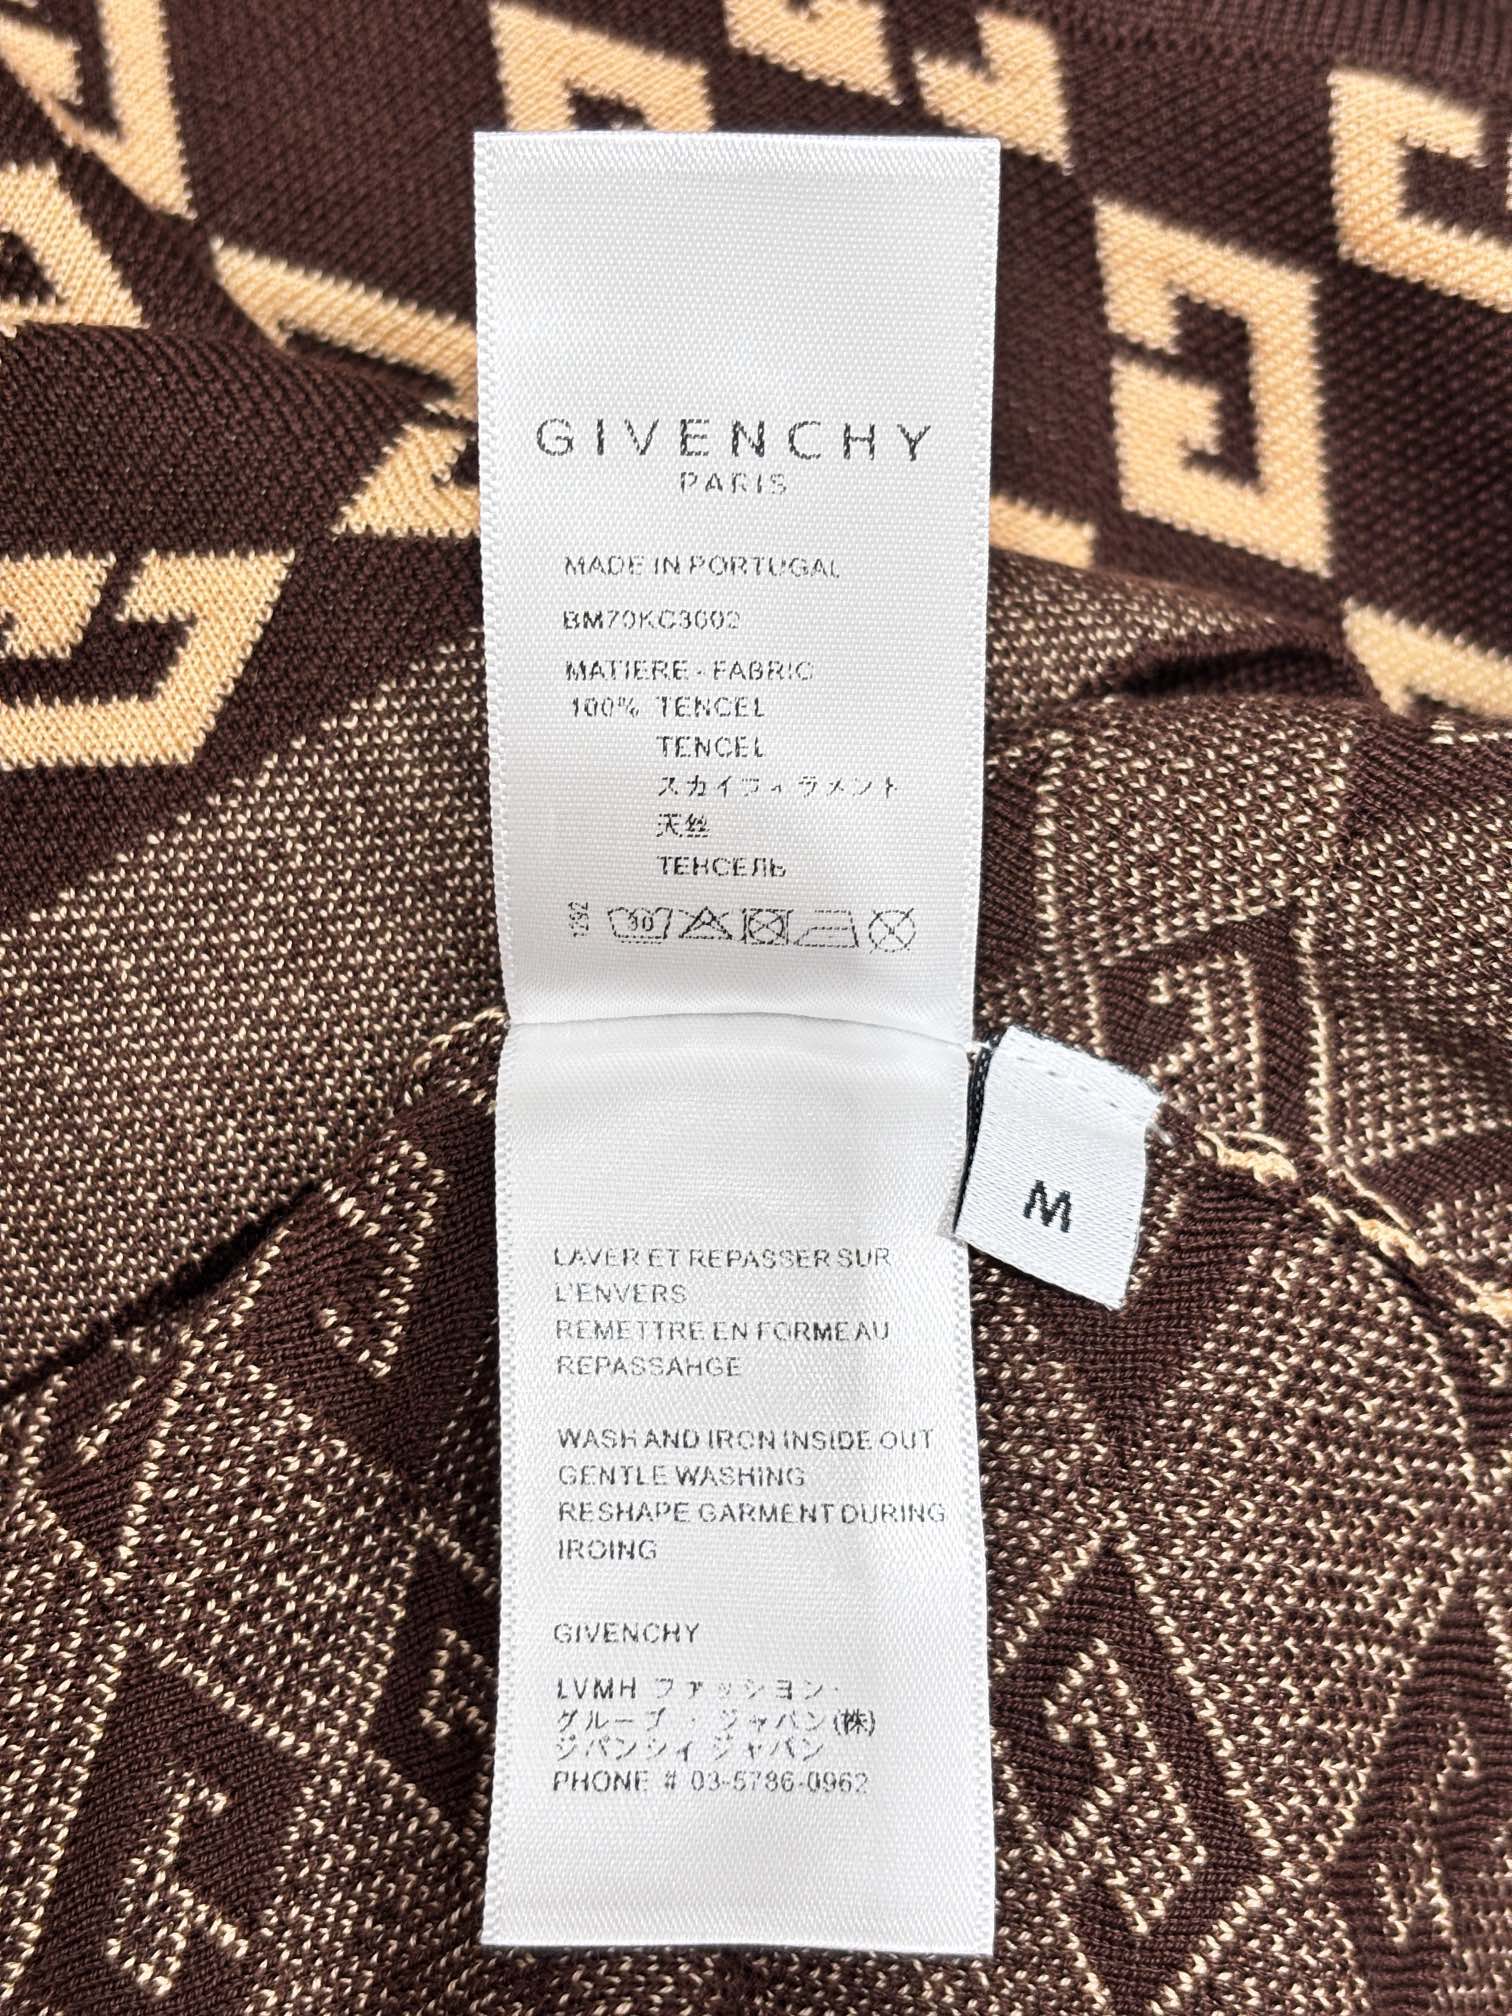 GIVENCHY
PARIS
MADE IN PORTUGAL
BM70KC3602
MATIERE - FABRIC
100% TENCEL
TENCEL
スカイフィラメント
天丝
ТЕНСЕЛЬ
1292 30
M
LAVER ET REPASSER SUR
L'ENVERS
REMETTRE EN FORME AU
REPASSAHGE
WASH AND IRON INSIDE OUT
GENTLE WASHING
RESHAPE GARMENT DURING
IROING
GIVENCHY
LVMH ファッション·
グループ · ジャパン(株)
ジバンシイ ジャパン
PHONE # 03-5786-0962